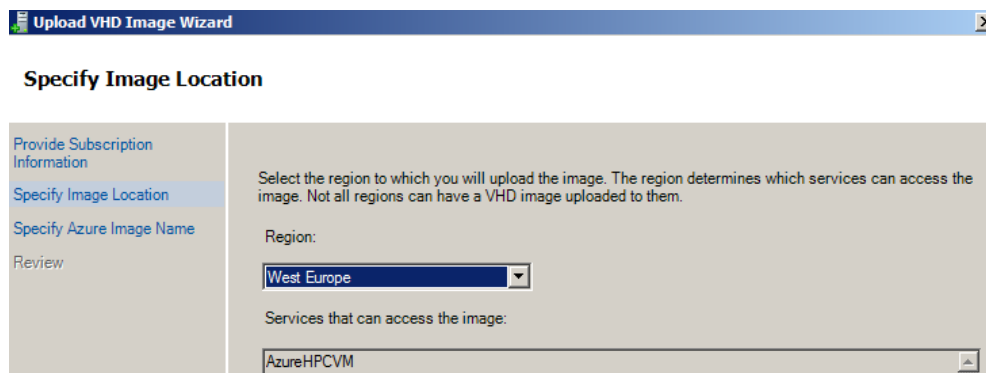 Upload VHD Image Wizard
Specify Image Location
Provide Subscription
Information
Specify Image Location
Specify Azure Image Name
Review
Select the region to which you will upload the image. The region determines which services can access the
image. Not all regions can have a VHD image uploaded to them.
Region:
West Europe
Services that can access the image:
AzureHPCVM